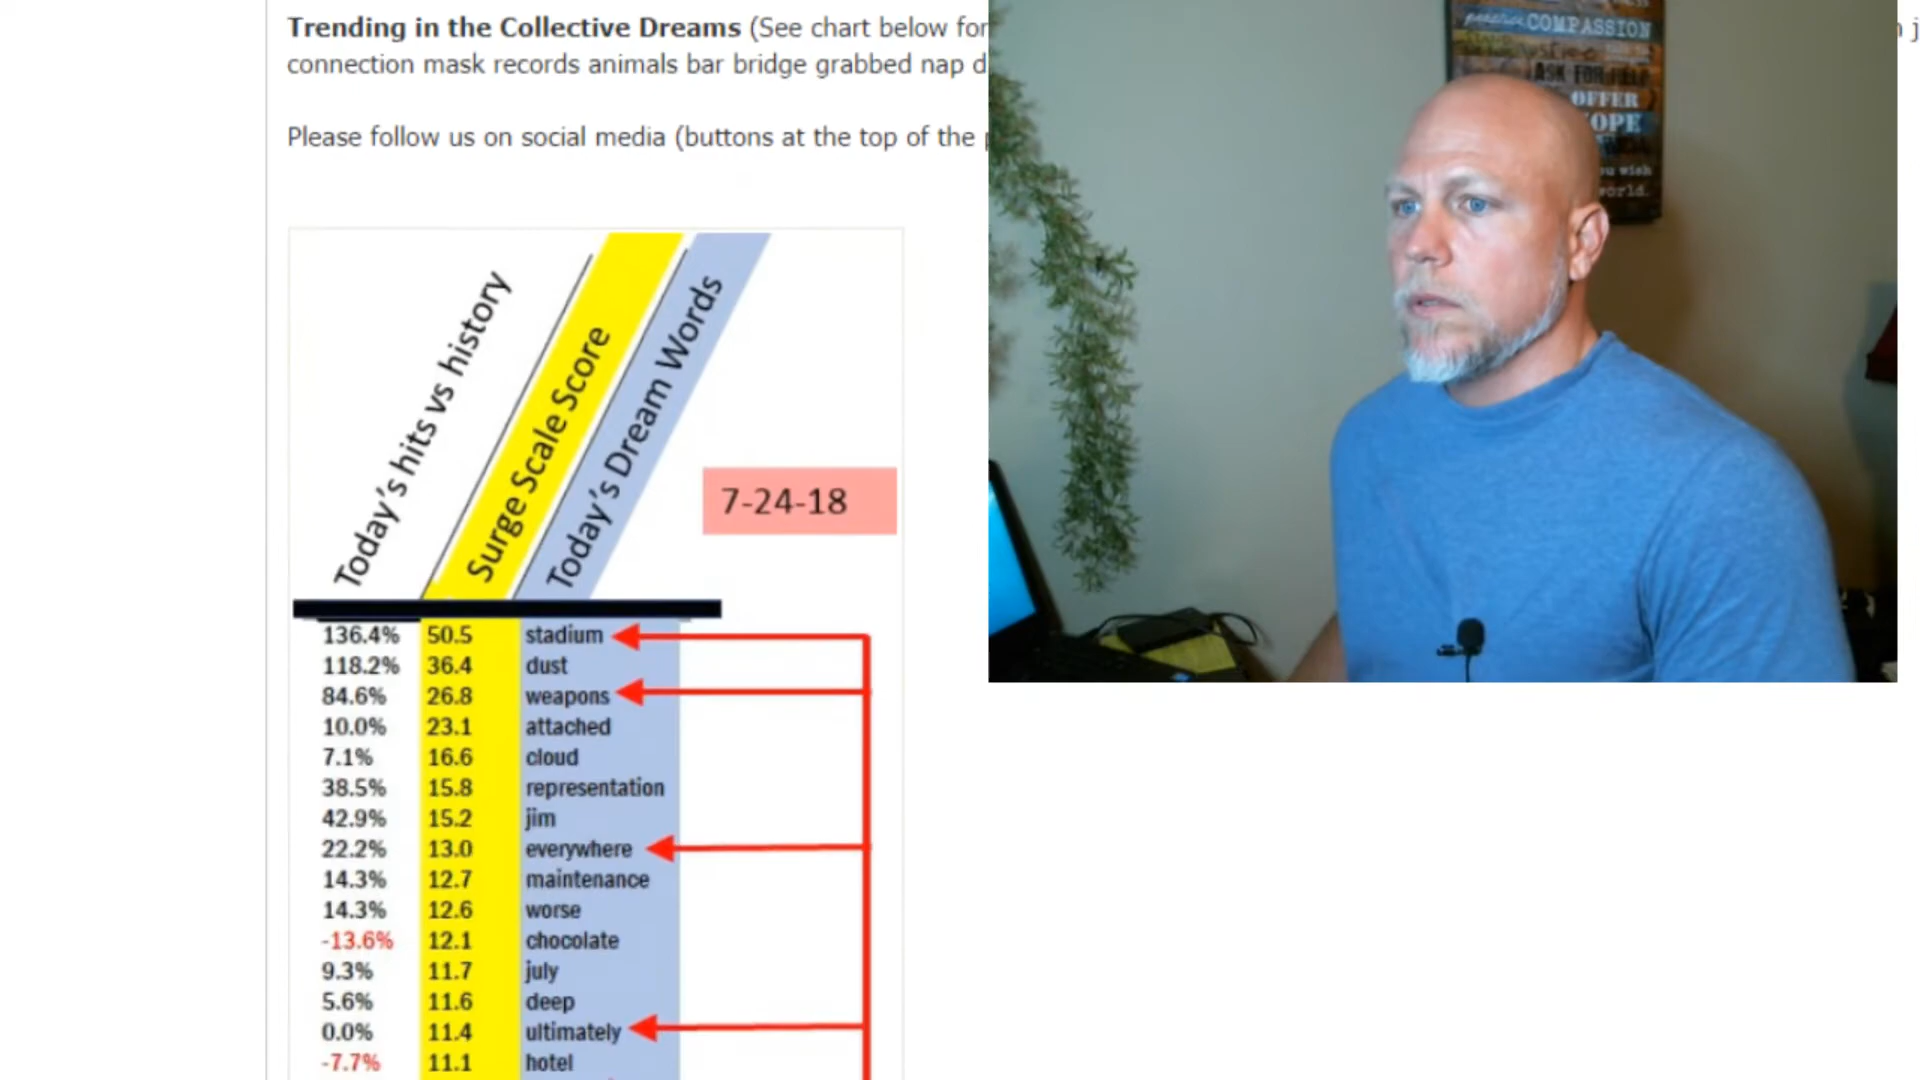 Trending in the Collective Dreams (See chart below for
connection mask records animals bar bridge grabbed nap d
Please follow us on social media (buttons at the top of the
Today's hits vs history
Surge Scale Score
Today's Dream Words
7-24-18
136.4% 50.5 stadium
118.2% 36.4 dust
84.6% 26.8 weapons
10.0% 23.1 attached
7.1% 16.6 cloud
38.5% 15.8 representation
42.9% 15.2 jim
22.2% 13.0 everywhere
14.3% 12.7 maintenance
14.3% 12.6 worse
-13.6% 12.1 chocolate
9.3% 11.7 july
5.6% 11.6 deep
0.0% 11.4 ultimately
-7.7% 11.1 hotel
practice COMPASSION
ASK FOR HELP
OFFER
HOPE
you wish
world.